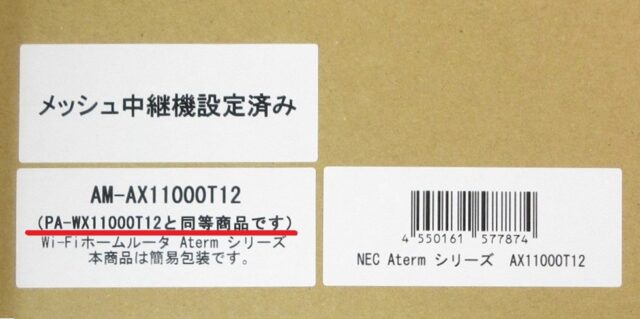 メッシュ中継機設定済み
AM-AX11000T12
(PA-WX11000T12と同等商品です)
Wi-Fiホームルータ Aterm シリーズ
本商品は簡易包装です。
4 550161 577874
NEC Aterm シリーズ AX11000T12